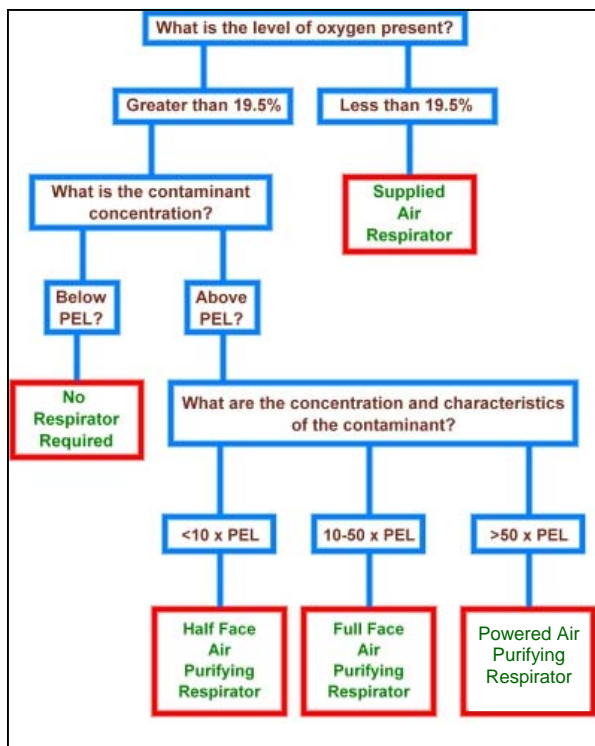 What is the level of oxygen present?
Greater than 19.5%
Less than 19.5%
What is the contaminant
concentration?
Supplied
Air
Respirator
Below
PEL?
Above
PEL?
No
Respirator
Required
What are the concentration and characteristics
of the contaminant?
<10 x PEL
10-50 x PEL
>50 x PEL
Half Face
Air
Purifying
Respirator
Full Face
Air
Purifying
Respirator
Powered Air
Purifying
Respirator